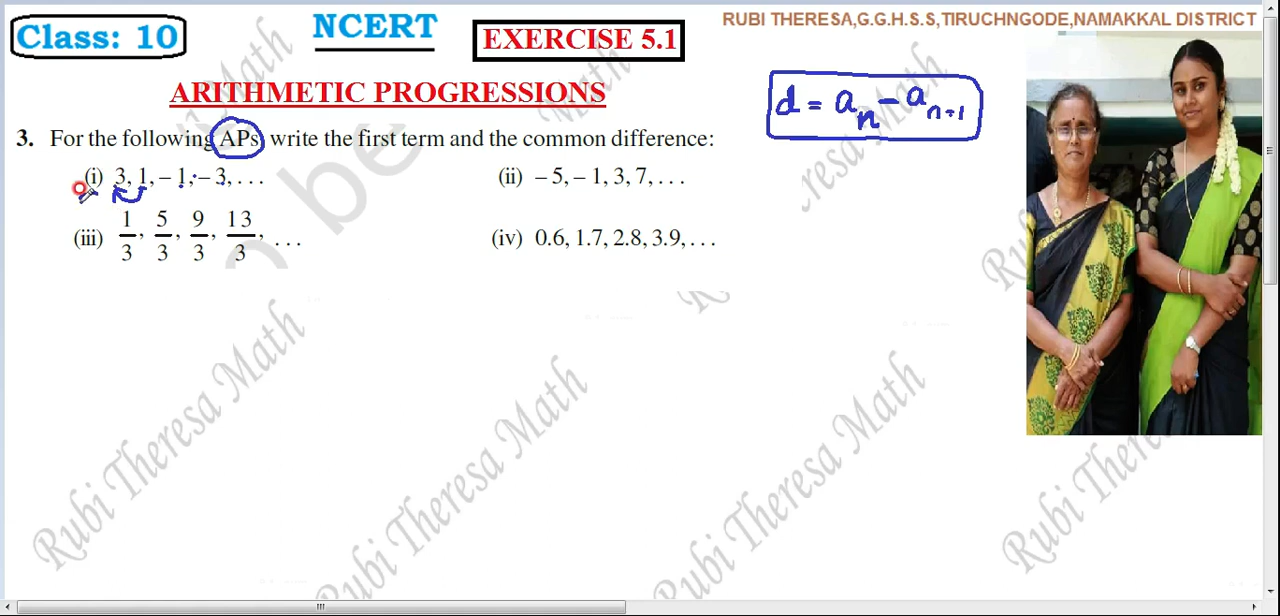 Class: 10
NCERT
EXERCISE 5.1
RUBI THERESA,G.G.H.S.S,TIRUCHNGODE,NAMAKKAL DISTRICT
ARITHMETIC PROGRESSIONS
d = aₙ − aₙ₊₁
3. For the following APs, write the first term and the common difference:
(i) 3, 1, – 1, – 3, . . .
(ii) – 5, – 1, 3, 7, . . .
(iii) 1/3, 5/3, 9/3, 13/3, . . .
(iv) 0.6, 1.7, 2.8, 3.9, . . .
Rubi Theresa Math
Rubi Theresa Math
Rubi Theresa Math